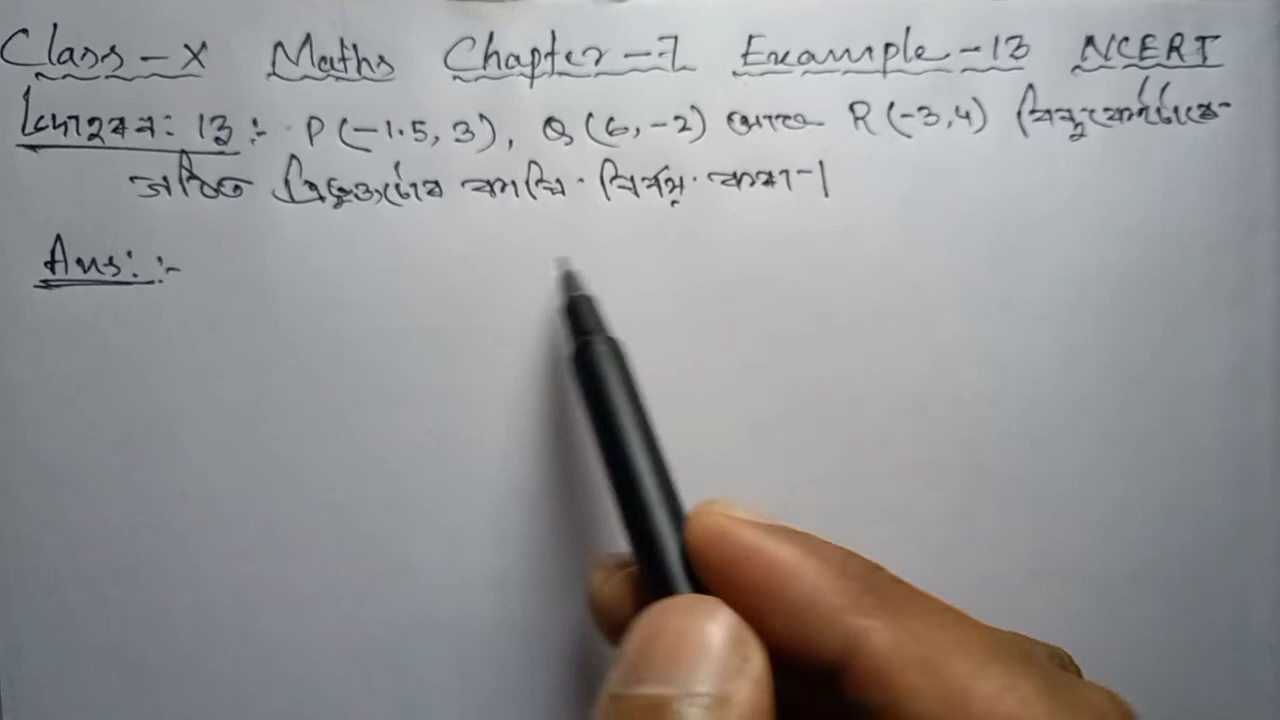 Class - X Maths Chapter - 7 Example - 13 NCERT
উদাহৰণ: 13 :- P(-1.5, 3), Q(6, -2) আৰু R(-3,4) বিন্দুকেইটাৰে-
গঠিত ত্ৰিভুজটোৰ কালি নিৰ্ণয় কৰা-।
Ans: :-